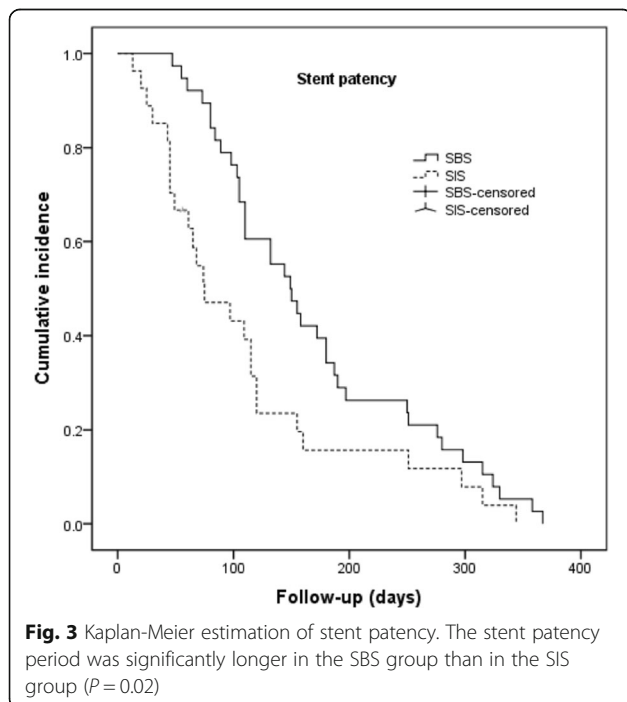 Stent patency
SBS
SIS
SBS-censored
SIS-censored
Cumulative incidence
1.0
0.8
0.6
0.4
0.2
0.0
0 100 200 300 400
Follow-up (days)
Fig. 3 Kaplan-Meier estimation of stent patency. The stent patency
period was significantly longer in the SBS group than in the SIS
group (P = 0.02)